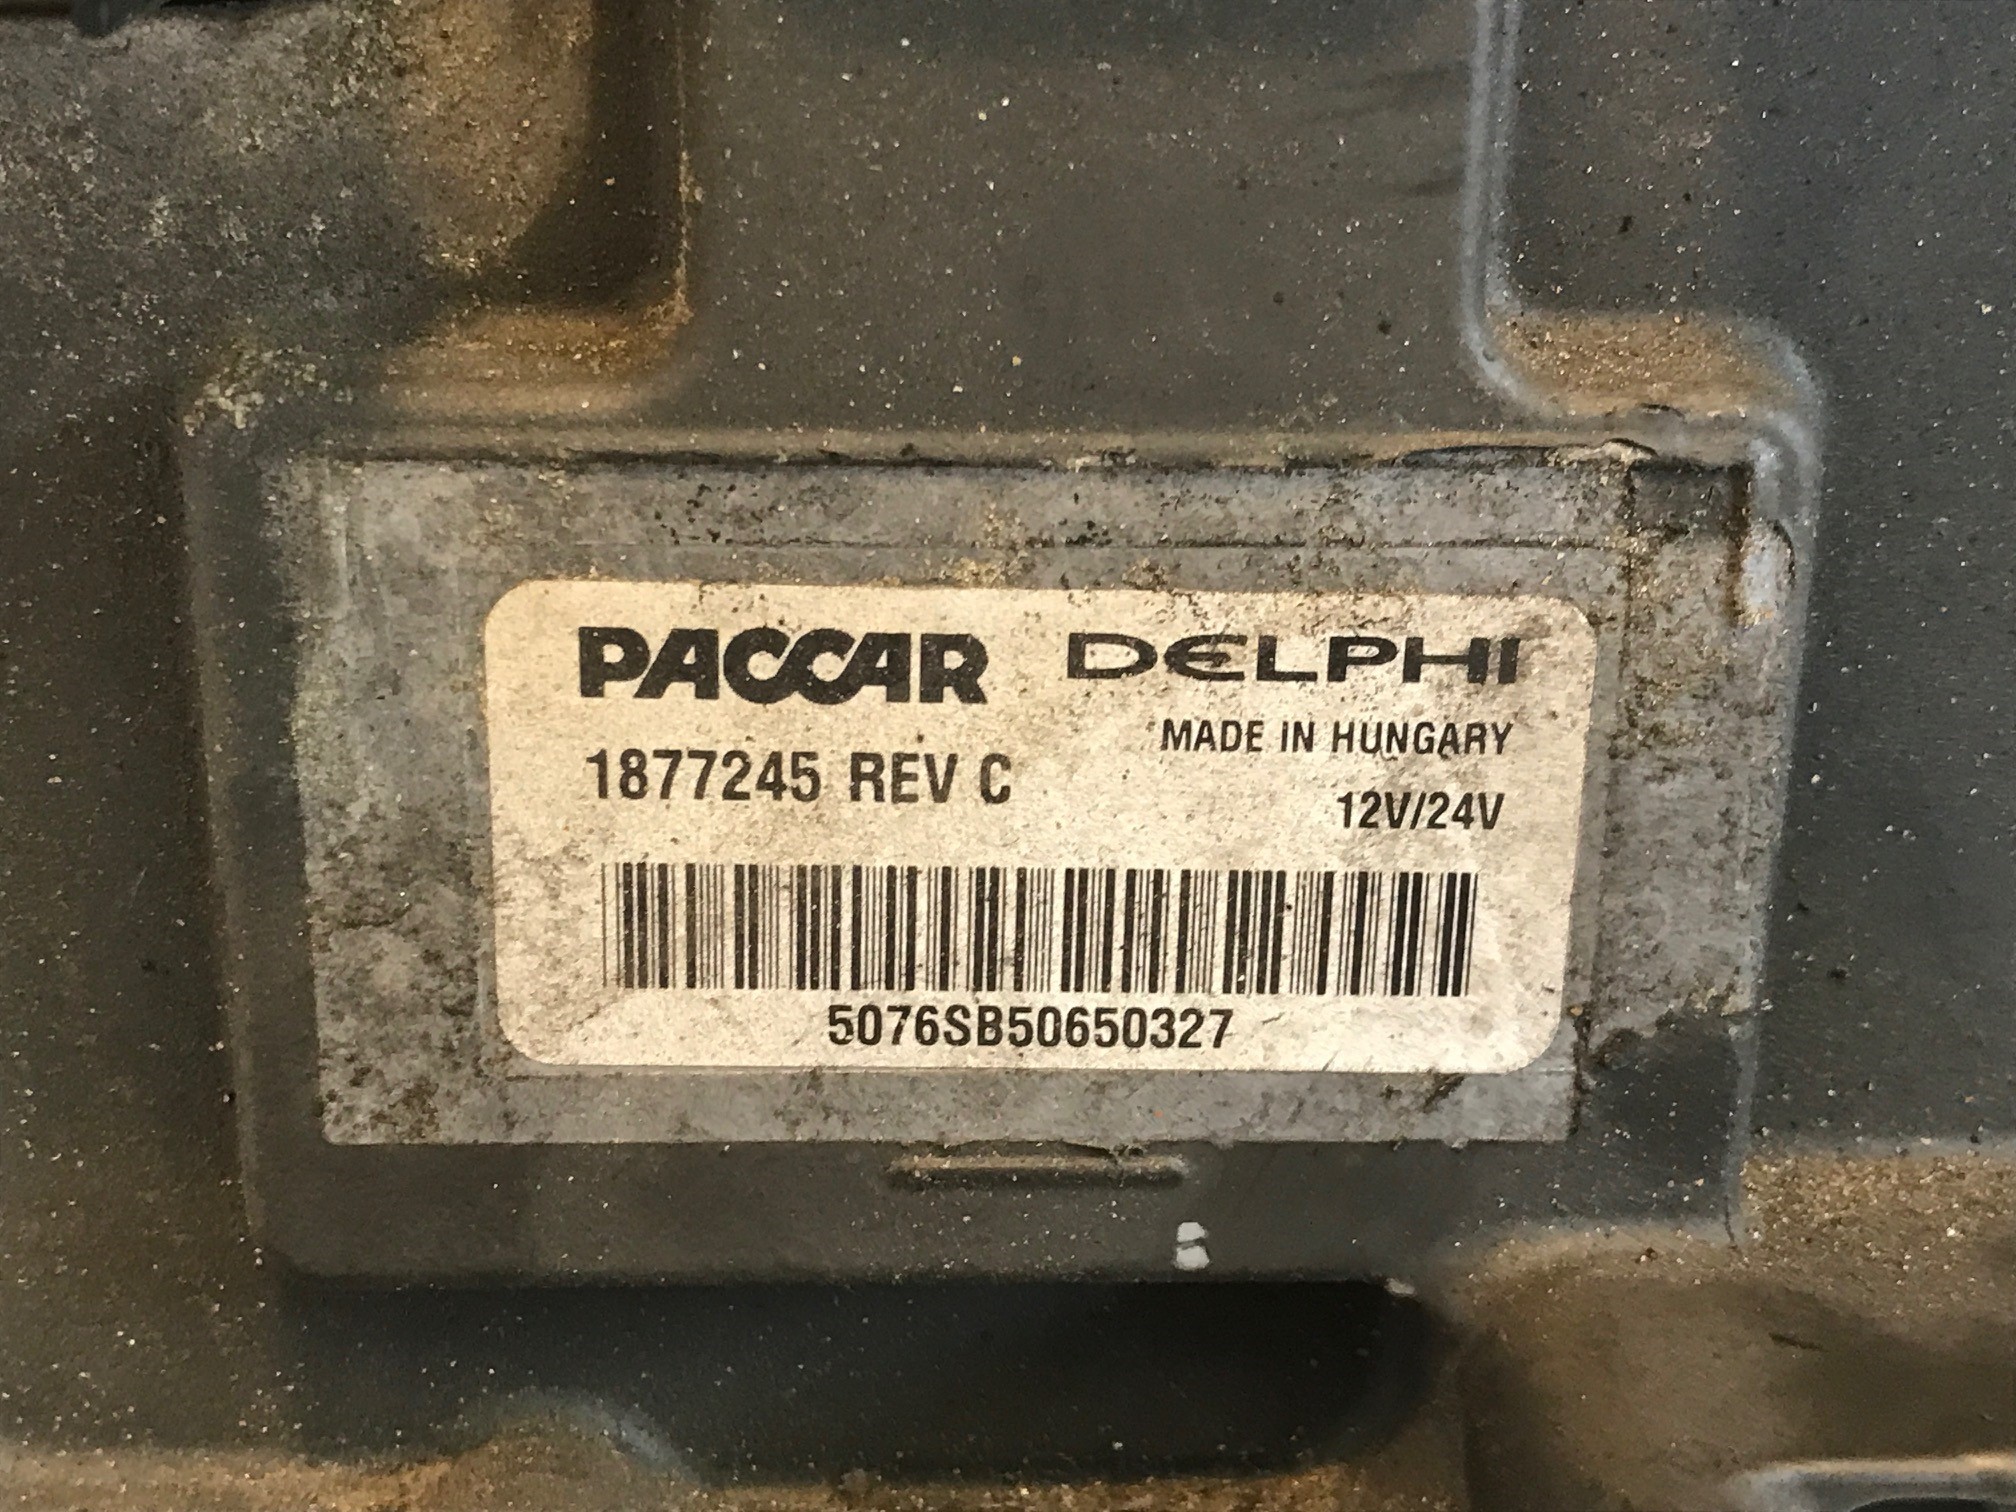 PACCAR DELPHI
MADE IN HUNGARY
1877245 REV C
12V/24V
5076SB50650327